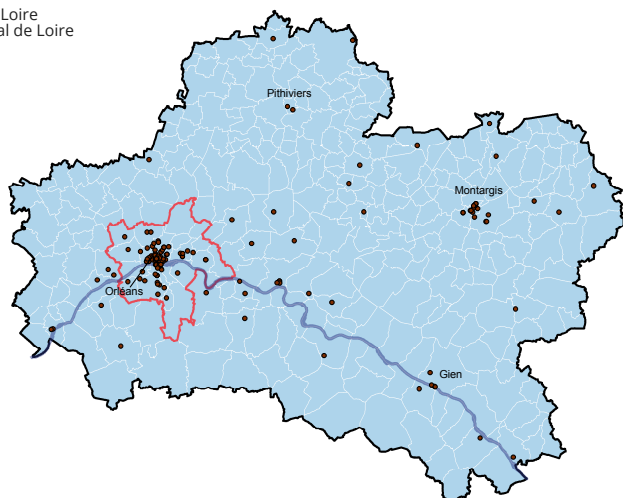 Loire
al de Loire
Pithiviers
Montargis
Orléans
Gien